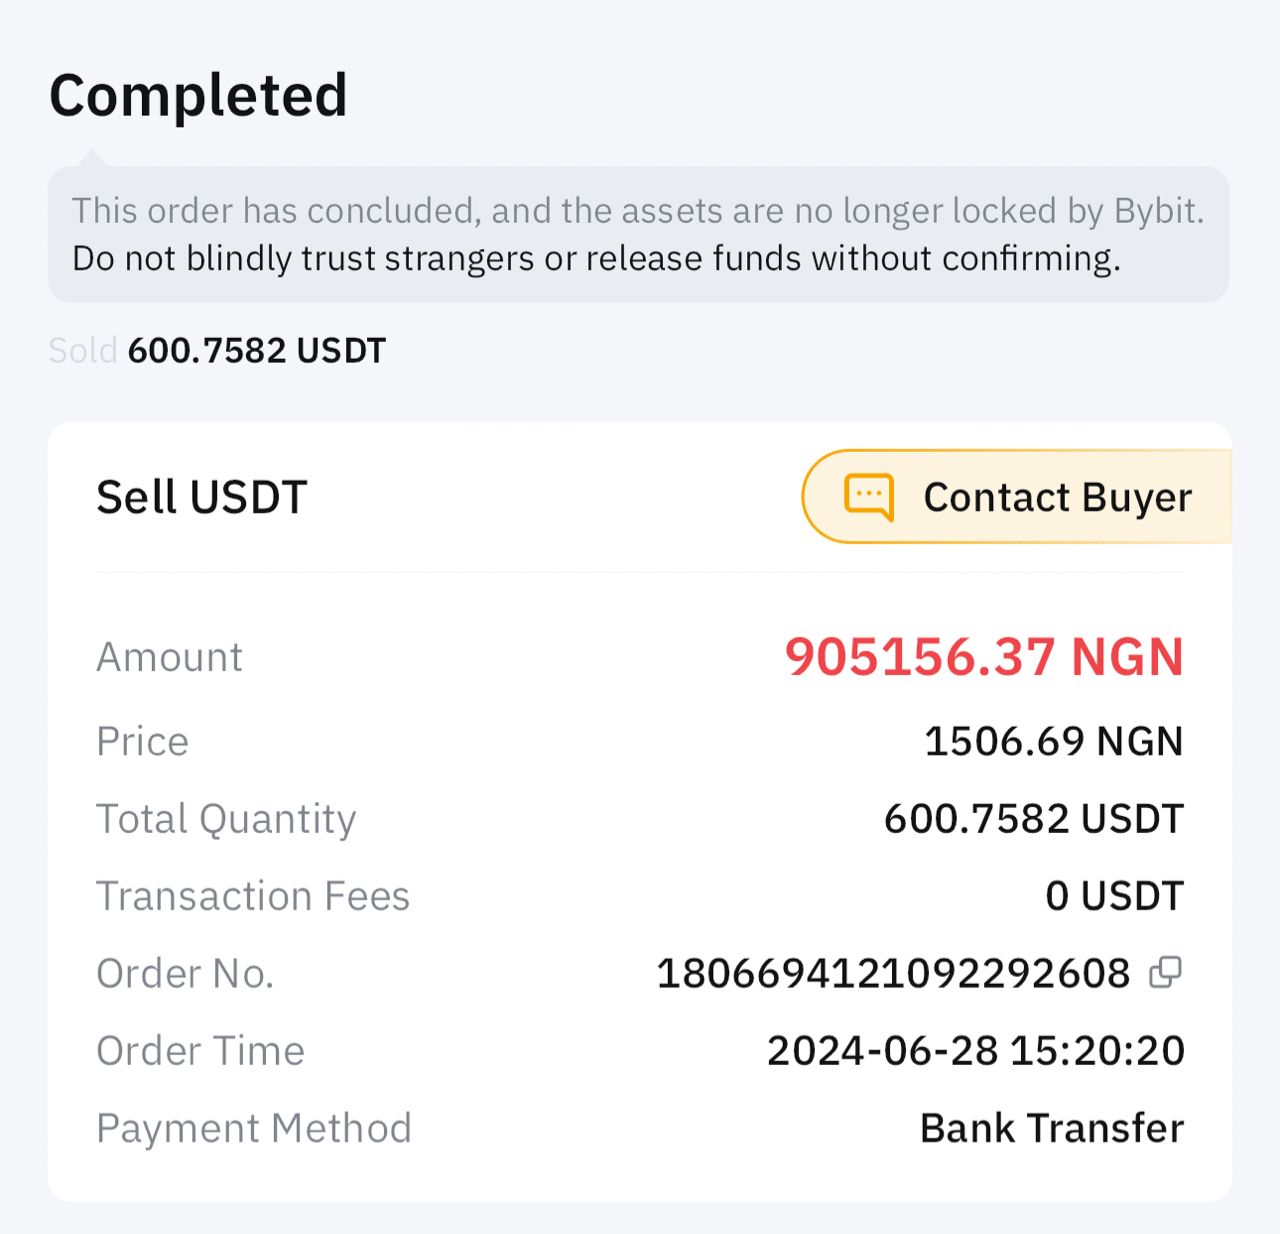 Completed
This order has concluded, and the assets are no longer locked by Bybit.
Do not blindly trust strangers or release funds without confirming.
Sold 600.7582 USDT
Sell USDT
Contact Buyer
Amount 905156.37 NGN
Price 1506.69 NGN
Total Quantity 600.7582 USDT
Transaction Fees 0 USDT
Order No. 1806694121092292608
Order Time 2024-06-28 15:20:20
Payment Method Bank Transfer